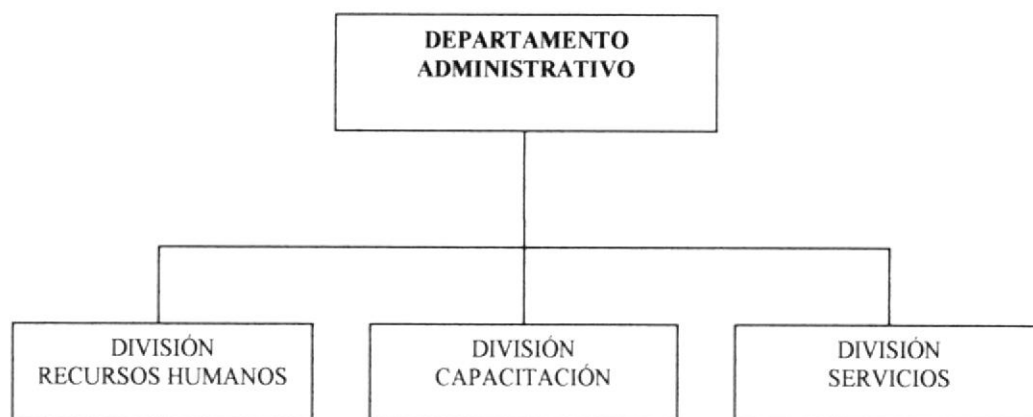 DEPARTAMENTO
ADMINISTRATIVO
DIVISIÓN
RECURSOS HUMANOS
DIVISIÓN
CAPACITACIÓN
DIVISIÓN
SERVICIOS